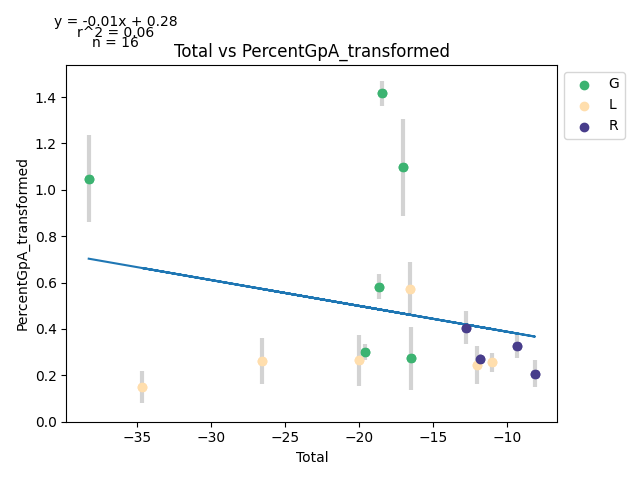 y = -0.01x + 0.28
r^2 = 0.06
n = 16
Total vs PercentGpA_transformed
G
L
R
PercentGpA_transformed
1.4
1.2
1.0
0.8
0.6
0.4
0.2
0.0
−35
−30
−25
−20
−15
−10
Total